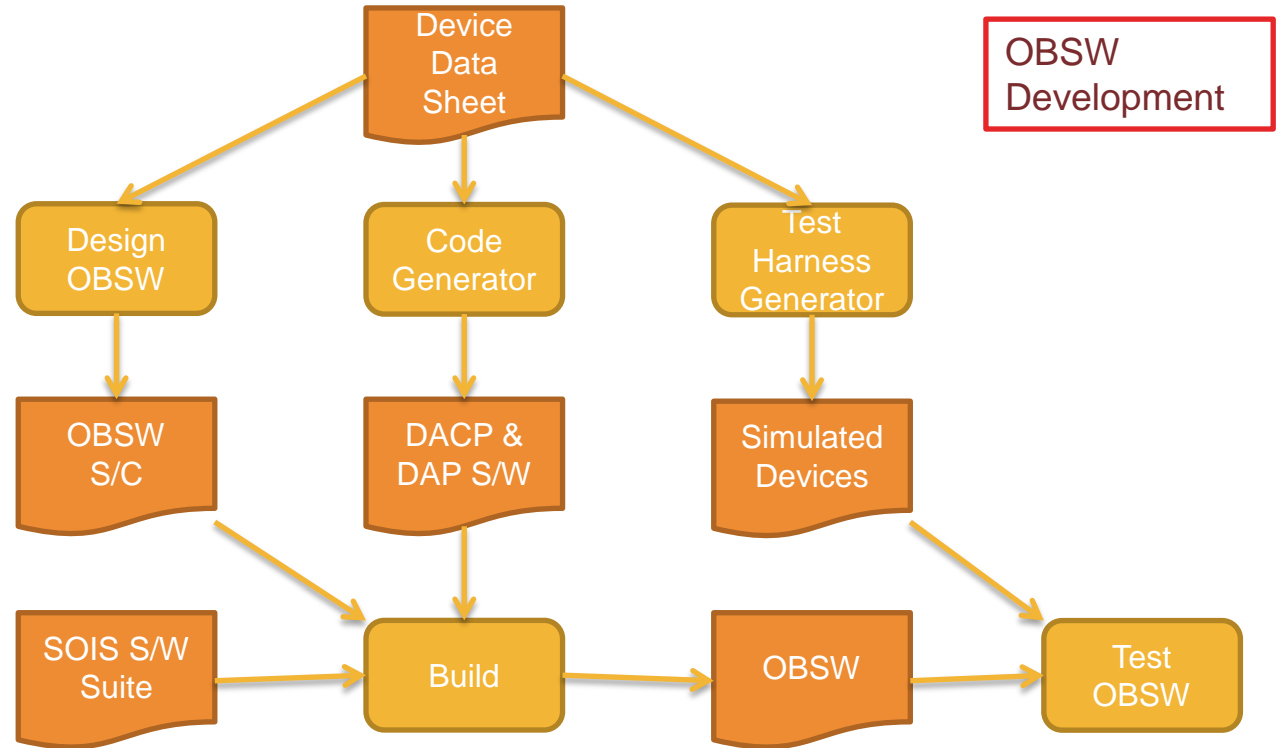 Device
Data
Sheet
OBSW
Development
Design
OBSW
Code
Generator
Test
Harness
Generator
OBSW
S/C
DACP &
DAP S/W
Simulated
Devices
SOIS S/W
Suite
Build
OBSW
Test
OBSW